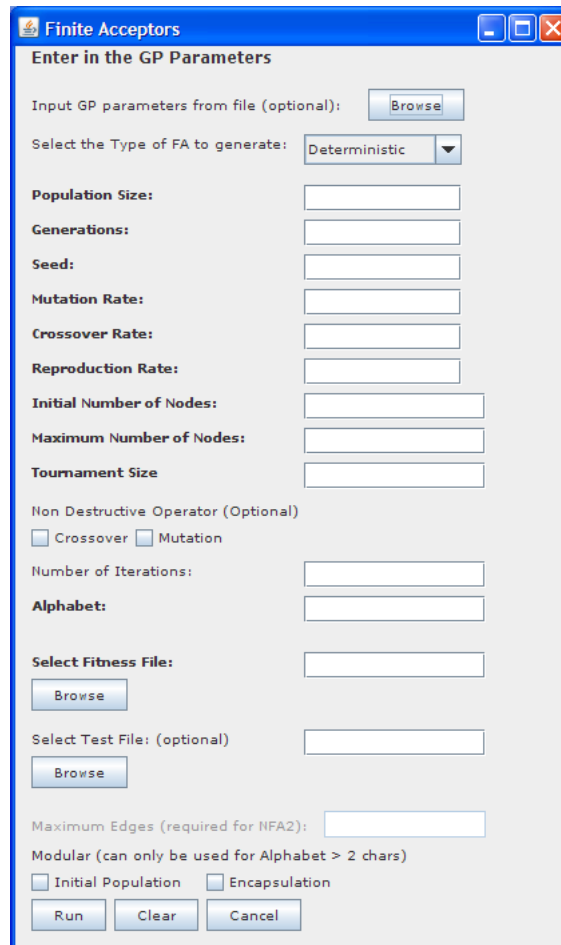 Finite Acceptors
Enter in the GP Parameters
Input GP parameters from file (optional): Browse
Select the Type of FA to generate: Deterministic
Population Size:
Generations:
Seed:
Mutation Rate:
Crossover Rate:
Reproduction Rate:
Initial Number of Nodes:
Maximum Number of Nodes:
Tournament Size
Non Destructive Operator (Optional)
Crossover Mutation
Number of Iterations:
Alphabet:
Select Fitness File:
Browse
Select Test File: (optional)
Browse
Maximum Edges (required for NFA2):
Modular (can only be used for Alphabet > 2 chars)
Initial Population Encapsulation
Run Clear Cancel